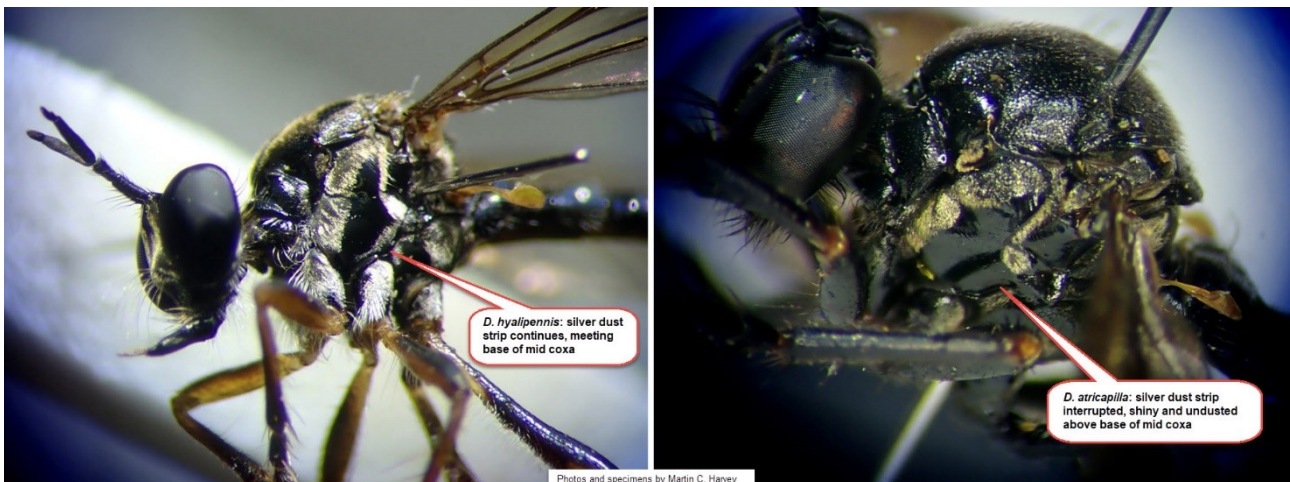 D. hyalipennis: silver dust
strip continues, meeting
base of mid coxa
D. atricapilla: silver dust strip
interrupted, shiny and undusted
above base of mid coxa
Photos and specimens by Martin C. Harvey